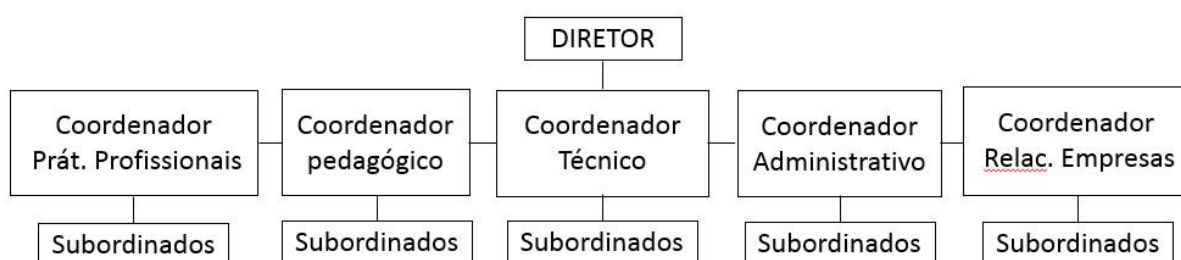 DIRETOR
Coordenador
Prát. Profissionais
Coordenador
pedagógico
Coordenador
Técnico
Coordenador
Administrativo
Coordenador
Relac. Empresas
Subordinados
Subordinados
Subordinados
Subordinados
Subordinados